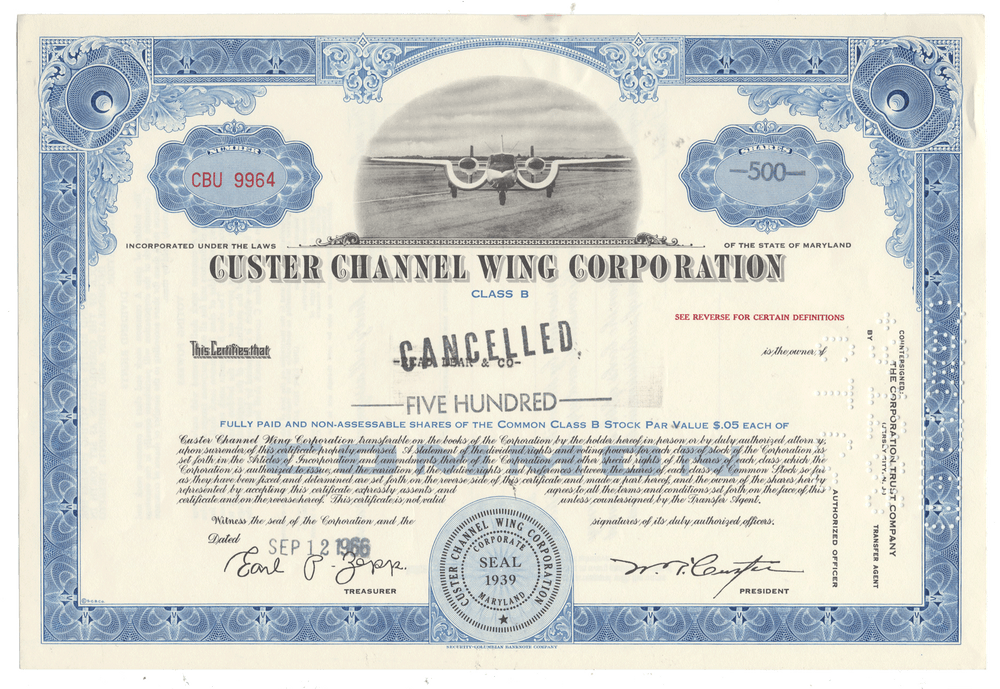 NUMBER
CBU 9964
SHARES
—500—
INCORPORATED UNDER THE LAWS
OF THE STATE OF MARYLAND
CUSTER CHANNEL WING CORPORATION
CLASS B
SEE REVERSE FOR CERTAIN DEFINITIONS
This Certifies that
is the owner of
CANCELLED
& CO-
FIVE HUNDRED
FULLY PAID AND NON-ASSESSABLE SHARES OF THE COMMON CLASS B STOCK PAR VALUE $.05 EACH OF
Custer Channel Wing Corporation transferable on the books of the Corporation by the holder hereof in person or by duly authorized attorney,
upon surrender of this certificate properly endorsed. A statement of the dividend rights and voting powers for each class of stock of the Corporation as
set forth in the Articles of Incorporation and amendments thereto of the Corporation and other special rights of the shares of each class which the
Corporation is authorized to issue, and the variation of the relative rights and preferences between the shares of each class of Common Stock so far
as they have been fixed and determined are set forth on the reverse side of this certificate and made a part hereof, and the owner of the shares hereby
represented by accepting this certificate expressly assents and agrees to all the terms and conditions set forth on the face of this
certificate and on the reverse hereof. This certificate is not valid unless countersigned by the Transfer Agent.
Witness the seal of the Corporation and the signatures of its duly authorized officers.
Dated
SEP 12 1966
Earl P. Zepp.
TREASURER
CUSTER CHANNEL WING CORPORATION
CORPORATE
SEAL
1939
MARYLAND
W. R. Custer
PRESIDENT
COUNTERSIGNED:
THE CORPORATION TRUST COMPANY
TRANSFER AGENT
BY
AUTHORIZED OFFICER
SECURITY-COLUMBIAN BANKNOTE COMPANY